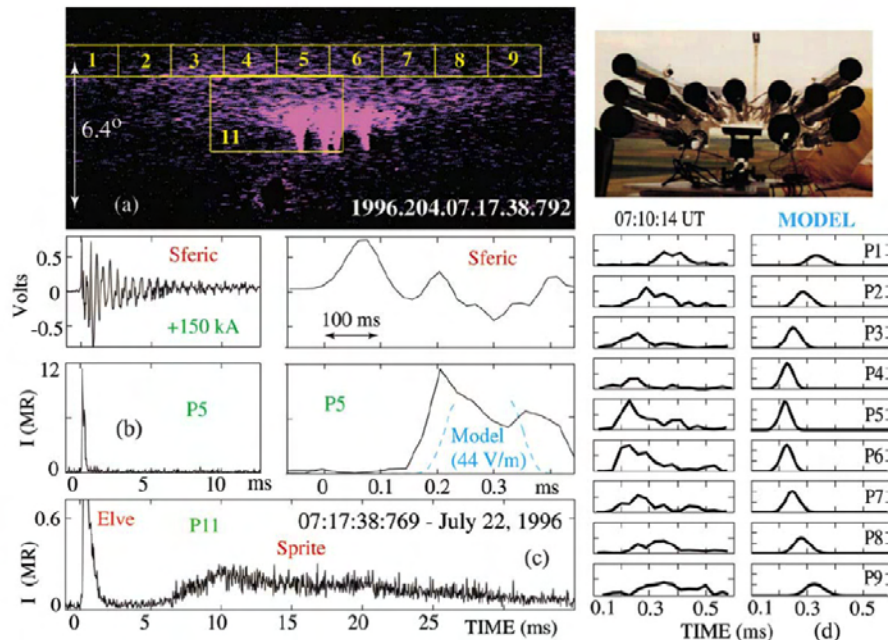 1 2 3 4 5 6 7 8 9
6.4°
11
(a)
1996.204.07.17.38.792
07:10:14 UT
MODEL
Volts
0.5
0
-0.5
Sferic
+150 kA
Sferic
100 ms
I (MR)
12
0
P5
(b)
0 5 10 ms
P5
Model
(44 V/m)
0 0.1 0.2 0.3 ms
I (MR)
0.6
0
Elve
P11
07:17:38:769 - July 22, 1996
Sprite
(c)
0 5 10 15 20 25 TIME (ms)
P1
P2
P3
P4
P5
P6
P7
P8
P9
0.1 0.3 0.5 0.1 0.3 0.5
TIME (ms) (d)